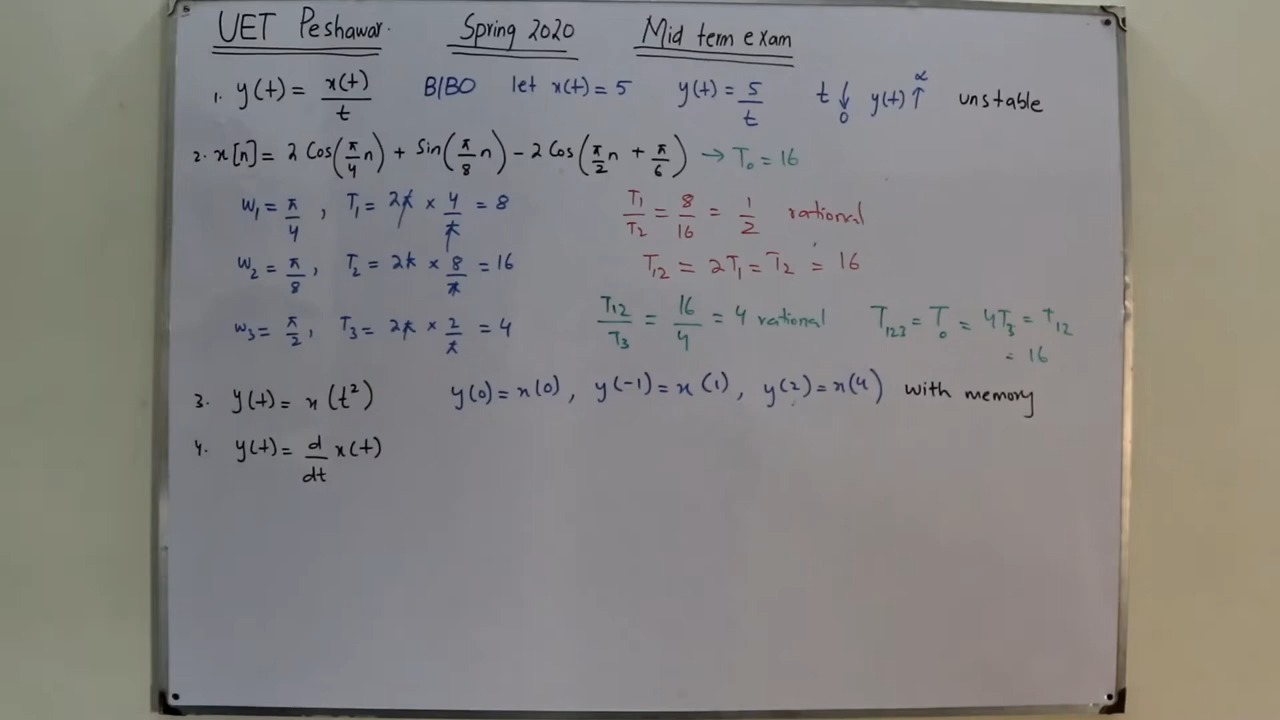 UET Peshawar. Spring 2020 Mid term exam
1. y(t) = x(t)/t BIBO let x(t) = 5 y(t) = 5/t t ↓ 0 y(t) ↑ α unstable
2. x[n] = 2 Cos(π/4 n) + Sin(π/8 n) - 2 Cos(π/2 n + π/6) → T₀ = 16
w₁ = π/4, T₁ = 2π × 4/π = 8 T₁/T₂ = 8/16 = 1/2 rational
w₂ = π/8, T₂ = 2π × 8/π = 16 T₁₂ = 2T₁ = T₂ = 16
w₃ = π/2, T₃ = 2π × 2/π = 4 T₁₂/T₃ = 16/4 = 4 rational T₁₂₃ = T₀ = 4T₃ = T₁₂
= 16
3. y(t) = x(t²) y(0) = x(0), y(-1) = x(1), y(2) = x(4) with memory
4. y(t) = d/dt x(t)